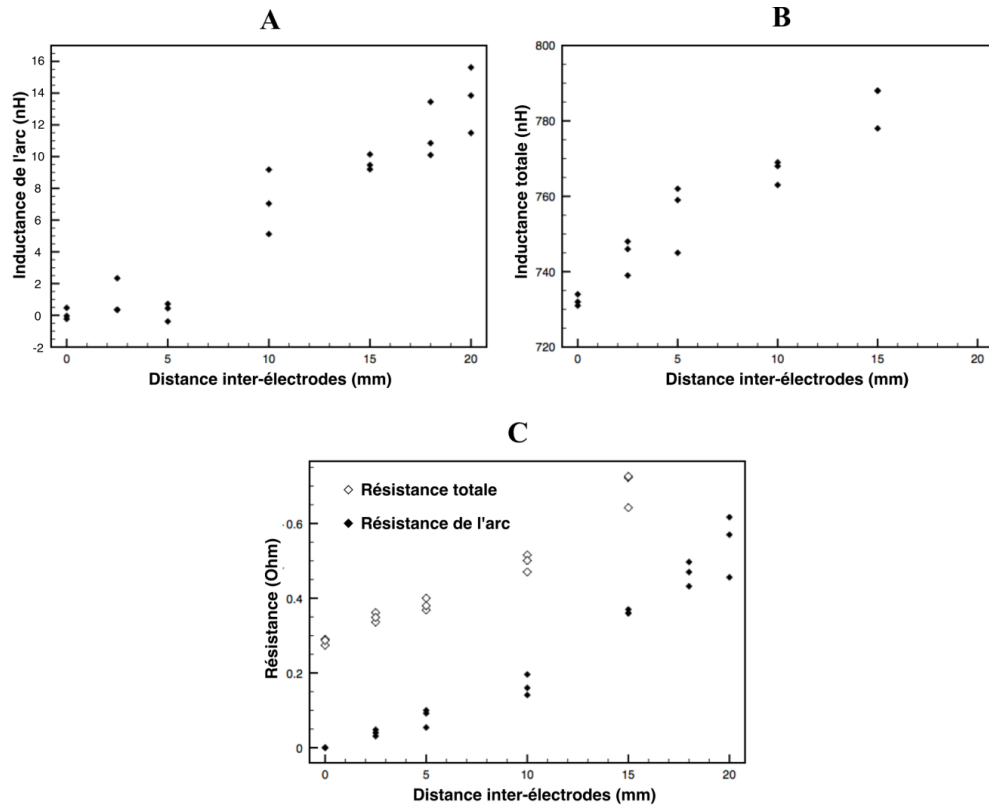 A
Inductance de l'arc (nH)
16
14
12
10
8
6
4
2
0
-2
0 5 10 15 20
Distance inter-électrodes (mm)
B
Inductance totale (nH)
800
780
760
740
720
0 5 10 15 20
Distance inter-électrodes (mm)
C
Résistance (Ohm)
Résistance totale
Résistance de l'arc
0.6
0.4
0.2
0
0 5 10 15 20
Distance inter-électrodes (mm)